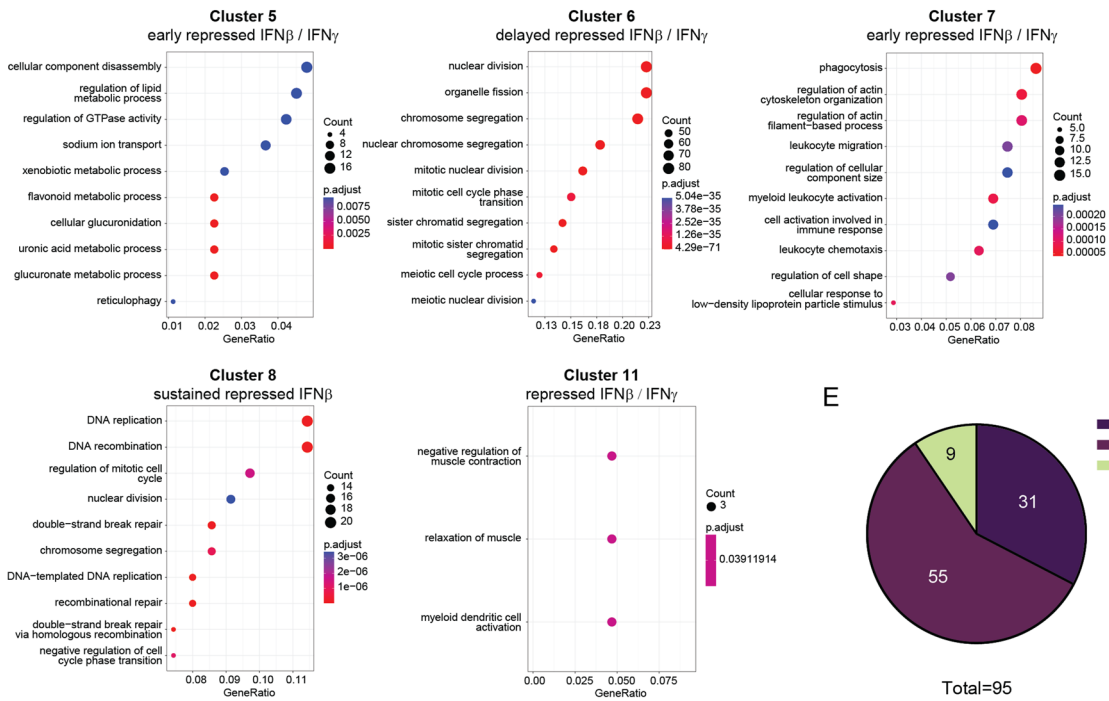 Cluster 5
early repressed IFNβ / IFNγ
cellular component disassembly
regulation of lipid
metabolic process
regulation of GTPase activity
sodium ion transport
xenobiotic metabolic process
flavonoid metabolic process
cellular glucuronidation
uronic acid metabolic process
glucuronate metabolic process
reticulophagy
0.01 0.02 0.03 0.04
GeneRatio
Count
4
8
12
16
p.adjust
0.0075
0.0050
0.0025
Cluster 6
delayed repressed IFNβ / IFNγ
nuclear division
organelle fission
chromosome segregation
nuclear chromosome segregation
mitotic nuclear division
mitotic cell cycle phase
transition
sister chromatid segregation
mitotic sister chromatid
segregation
meiotic cell cycle process
meiotic nuclear division
0.13 0.15 0.18 0.20 0.23
GeneRatio
Count
50
60
70
80
p.adjust
5.04e−35
3.78e−35
2.52e−35
1.26e−35
4.29e−71
Cluster 7
early repressed IFNβ / IFNγ
phagocytosis
regulation of actin
cytoskeleton organization
regulation of actin
filament-based process
leukocyte migration
regulation of cellular
component size
myeloid leukocyte activation
cell activation involved in
immune response
leukocyte chemotaxis
regulation of cell shape
cellular response to
low-density lipoprotein particle stimulus
0.03 0.04 0.05 0.06 0.07 0.08
GeneRatio
Count
5.0
7.5
10.0
12.5
15.0
p.adjust
0.00020
0.00015
0.00010
0.00005
Cluster 8
sustained repressed IFNβ
DNA replication
DNA recombination
regulation of mitotic cell
cycle
nuclear division
double-strand break repair
chromosome segregation
DNA-templated DNA replication
recombinational repair
double-strand break repair
via homologous recombination
negative regulation of cell
cycle phase transition
0.08 0.09 0.10 0.11
GeneRatio
Count
14
16
18
20
p.adjust
3e−06
2e−06
1e−06
Cluster 11
repressed IFNβ / IFNγ
negative regulation of
muscle contraction
relaxation of muscle
myeloid dendritic cell
activation
0.00 0.025 0.050 0.075
GeneRatio
Count
3
p.adjust
0.03911914
E
9
31
55
Total=95